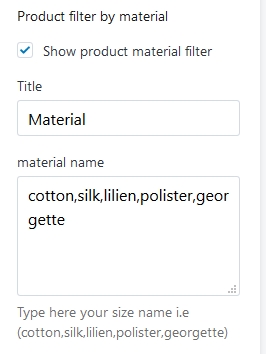 Product filter by material
Show product material filter
Title
Material
material name
cotton,silk,lilien,polister,geor
gette
Type here your size name i.e
(cotton,silk,lilien,polister,georgette)